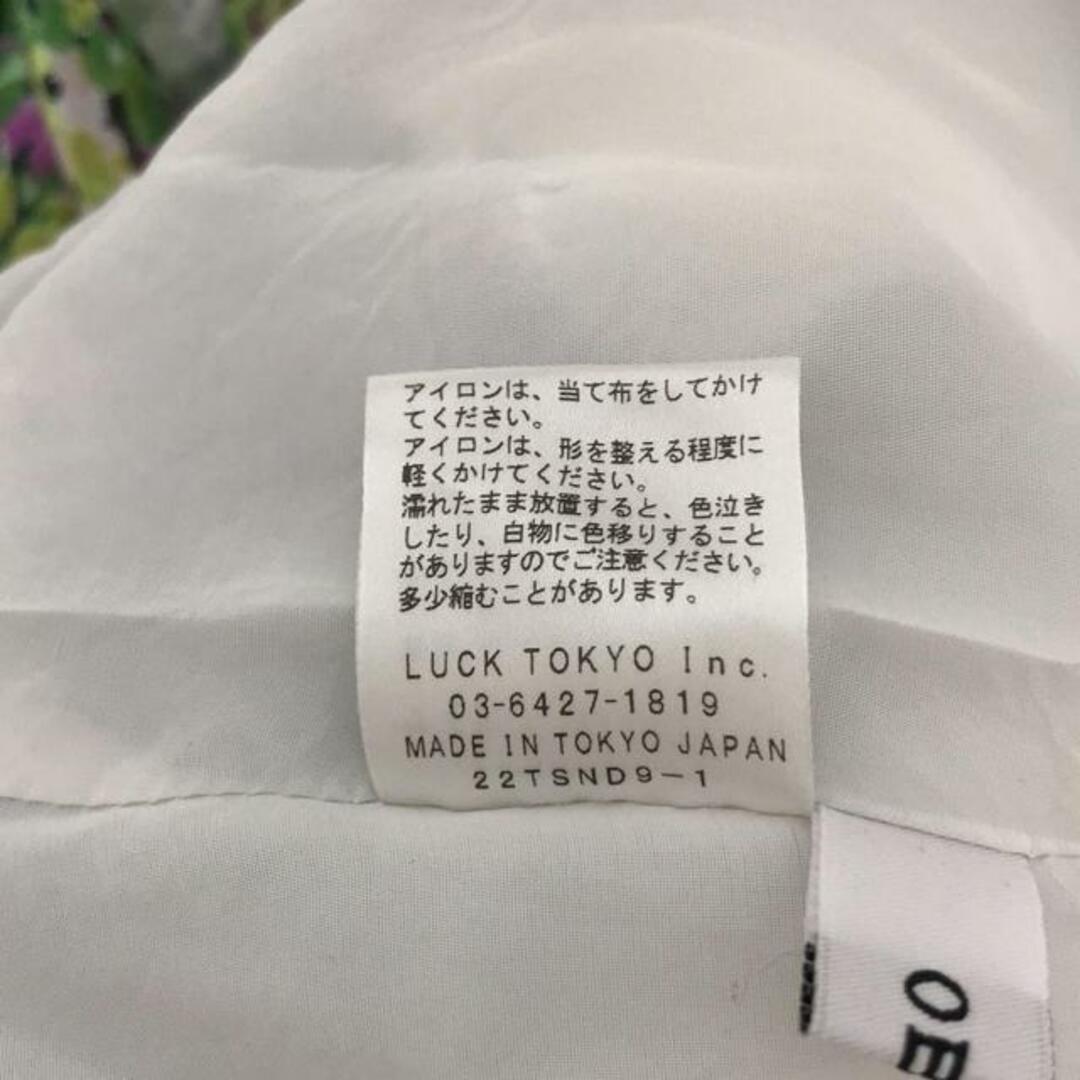 アイロンは、当て布をしてかけ
てください。
アイロンは、形を整える程度に
軽くかけてください。
濡れたまま放置すると、色泣き
したり、白物に色移りすること
がありますのでご注意ください。
多少縮むことがあります。
LUCK TOKYO Inc.
03-6427-1819
MADE IN TOKYO JAPAN
22TSND9-1